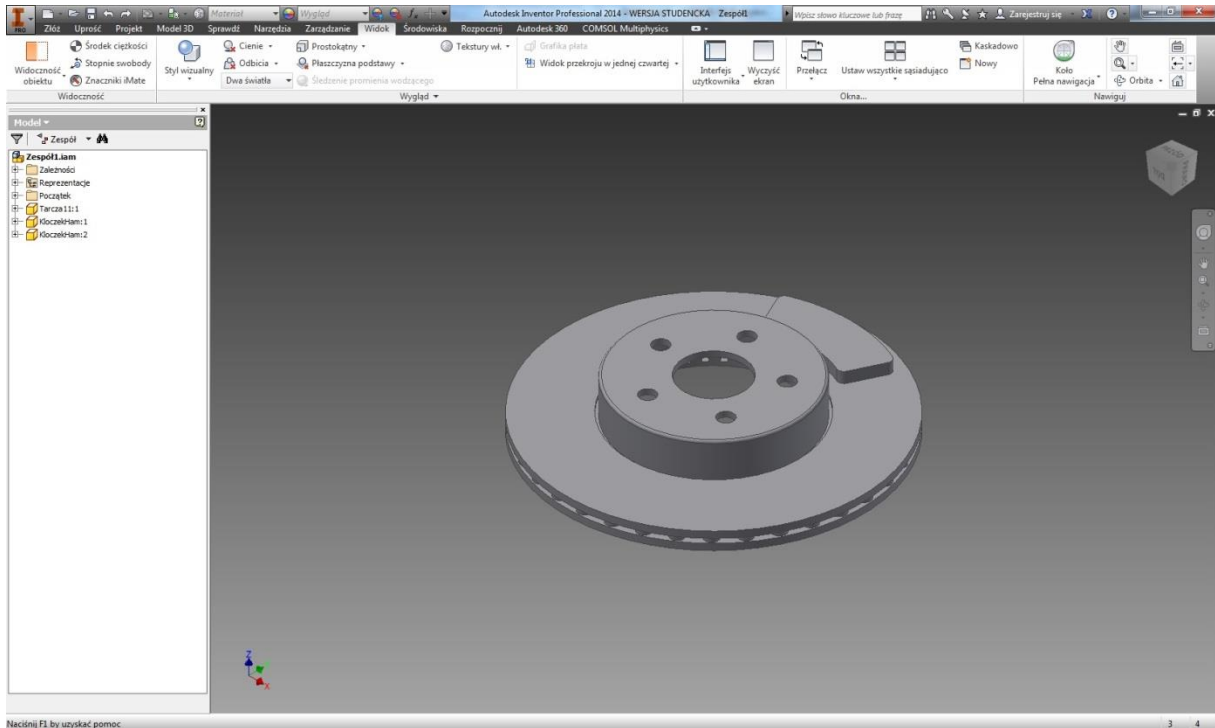 PRO
Materiał
Wygląd
Autodesk Inventor Professional 2014 - WERSJA STUDENCKA Zespół1
Wpisz słowo kluczowe lub frazę
Zarejestruj się
Złóż Uprość Projekt Model 3D Sprawdź Narzędzia Zarządzanie Widok Środowiska Rozpocznij Autodesk 360 COMSOL Multiphysics
Widoczność obiektu
Środek ciężkości
Stopnie swobody
Znaczniki iMate
Widoczność
Styl wizualny
Cienie
Odbicia
Dwa światła
Prostokątny
Płaszczyzna podstawy
Śledzenie promienia wodzącego
Tekstury wł.
Grafika płata
Widok przekroju w jednej czwartej
Wygląd
Interfejs użytkownika
Wyczyść ekran
Przełącz
Ustaw wszystkie sąsiadująco
Kaskadowo
Nowy
Okna...
Koło
Pełna nawigacja
Orbita
Nawiguj
Model
Zespół
Zespół1.iam
Zależności
Reprezentacje
Początek
Tarcza11:1
KloczekHam:1
KloczekHam:2
Z
X
Naciśnij F1 by uzyskać pomoc
3 4